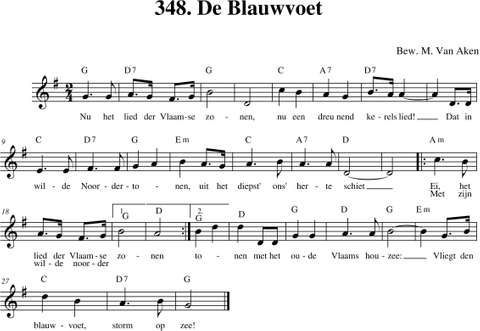 348. De Blauwvoet
Bew. M. Van Aken
G D7 G C A7 D7
Nu het lied der Vlaam-se zo - nen, nu een dreunend ke-rels lied! Dat in
9 C D7 G Em C A7 D A m
wil - de Noor-der-to - nen, uit het diepst' ons' her-te schiet Ei, het
Met zijn
18 G 1. G D 2. G D G D G Em
lied der Vlaam-se zo nen to - nen met het ou-de Vlaams hou-zee: Vliegt den
wil - de noor-der
27 C D7 G
blauw - voet, storm op zee!